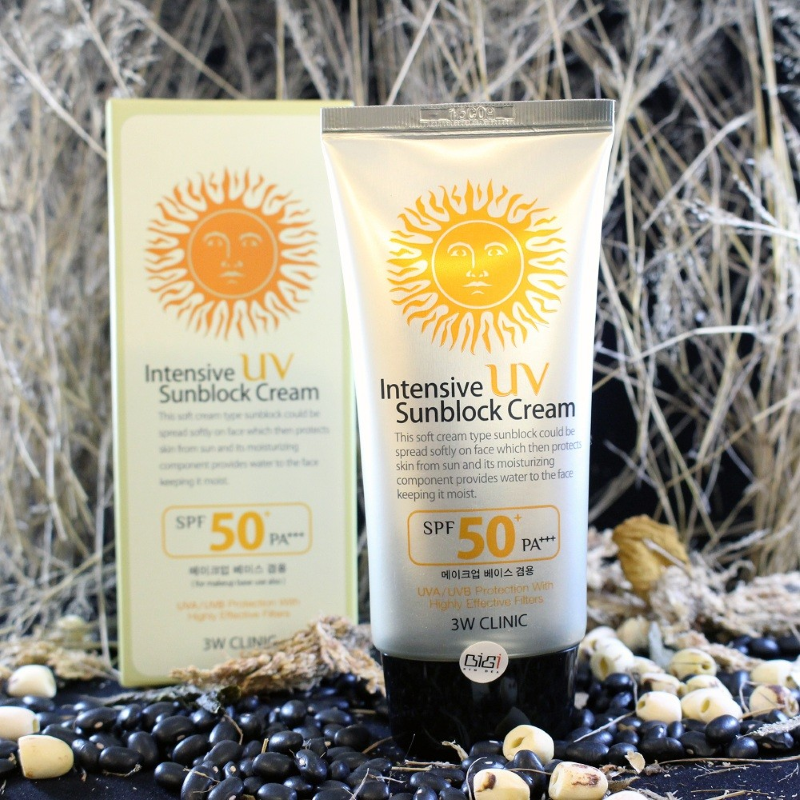 Intensive UV
Sunblock Cream
This soft cream type sunblock could be
spread softly on face which then protects
skin from sun and its moisturizing
component provides water to the face
keeping it moist.
SPF 50+ PA+++
메이크업 베이스 겸용
( for makeup base use also )
UVA/UVB Protection With
Highly Effective Filters
3W CLINIC
Intensive UV
Sunblock Cream
This soft cream type sunblock could be
spread softly on face which then protects
skin from sun and its moisturizing
component provides water to the face
keeping it moist.
SPF 50+ PA+++
메이크업 베이스 겸용
UVA/UVB Protection With
Highly Effective Filters
3W CLINIC